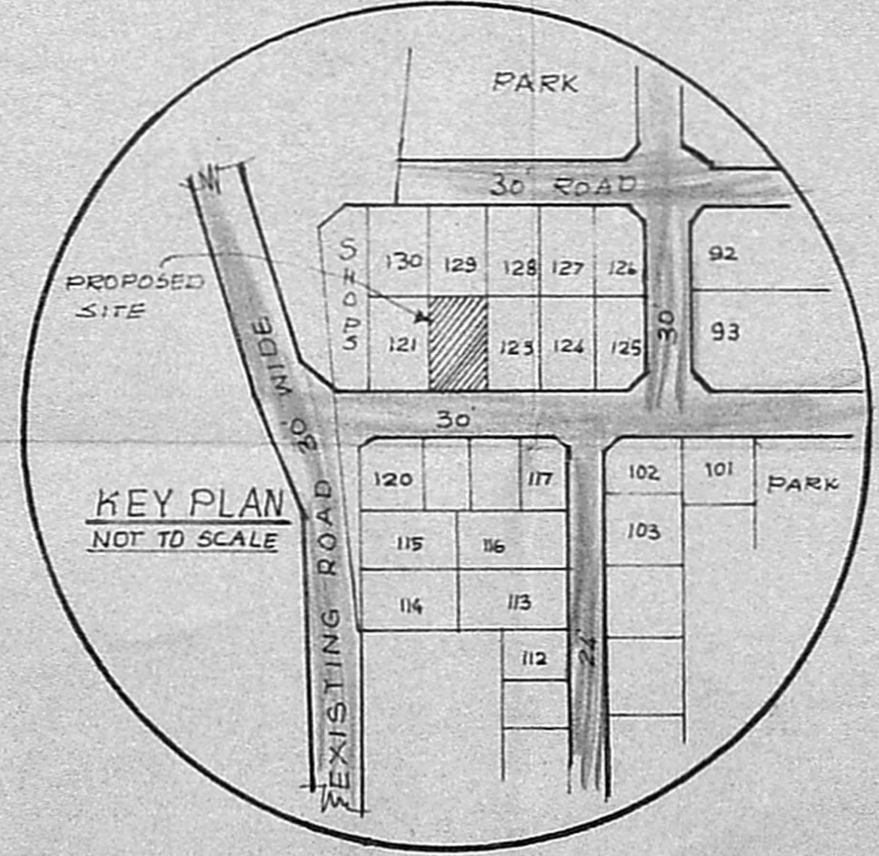 PARK
30' ROAD
SHOPS
130 129 128 127 126
92
PROPOSED
SITE
121 123 124 125
30'
93
30' WIDE
30'
120 117
102 101
PARK
KEY PLAN
NOT TO SCALE
115 116
103
114 113
112
24'
EXISTING ROAD